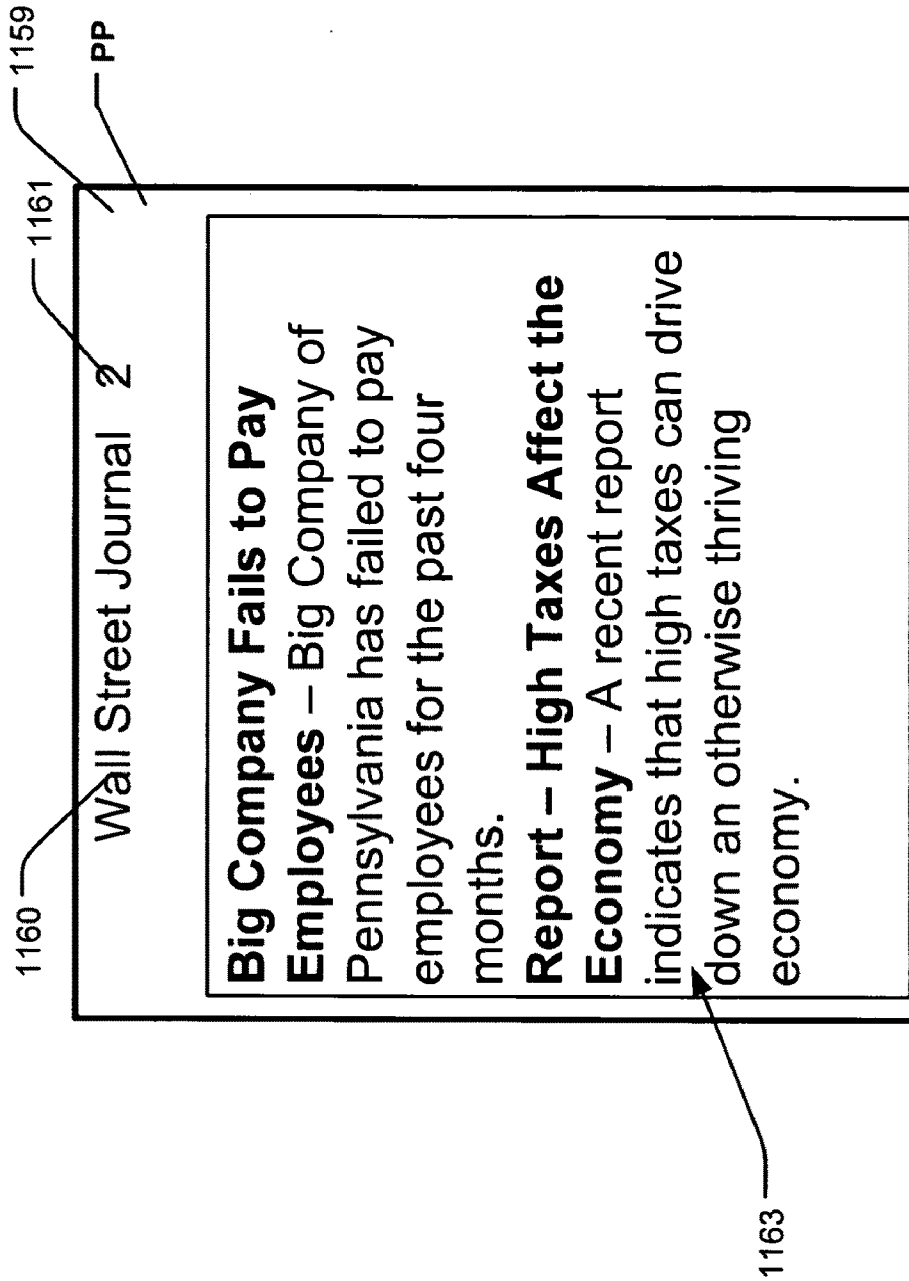 1159
PP
1161
1160
Wall Street Journal 2
Big Company Fails to Pay
Employees – Big Company of
Pennsylvania has failed to pay
employees for the past four
months.
Report – High Taxes Affect the
Economy – A recent report
indicates that high taxes can drive
down an otherwise thriving
economy.
1163